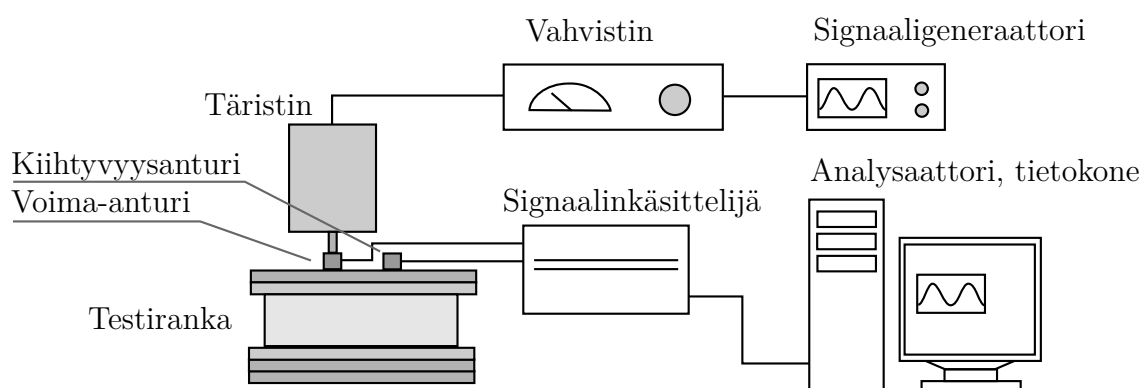 Vahvistin
Signaaligeneraattori
Täristin
Kiihtyvyysanturi
Voima-anturi
Signaalinkäsittelijä
Analysaattori, tietokone
Testiranka